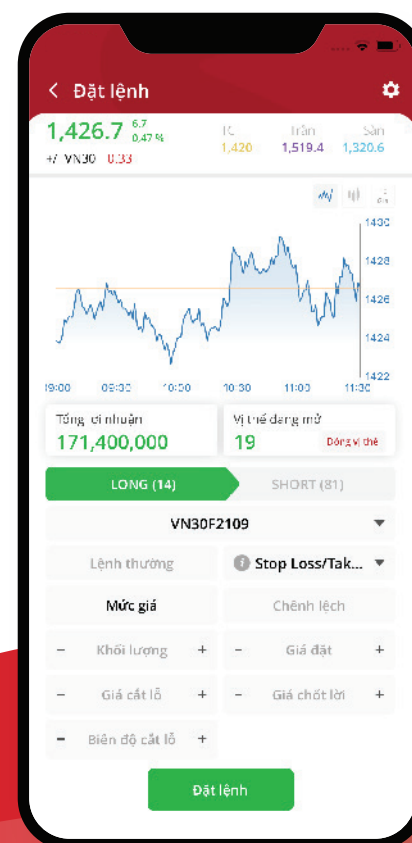 Đặt lệnh
1,426.7 6.7 0,47 %
TC Trần Sàn
1,420 1,519.4 1,320.6
+/- VN30 0.33
1430
1428
1426
1424
1422
09:30 10:30 11:00
Tổng lợi nhuận Vị thế đang mở
171,400,000 19 Đóng vị thế
LONG (14) SHORT (81)
VN30F2109
Lệnh thường Stop Loss/Tak...
Mức giá Chênh lệch
- Khối lượng + - Giá đặt +
- Giá cắt lỗ + - Giá chốt lời +
- Biên độ cắt lỗ +
Đặt lệnh